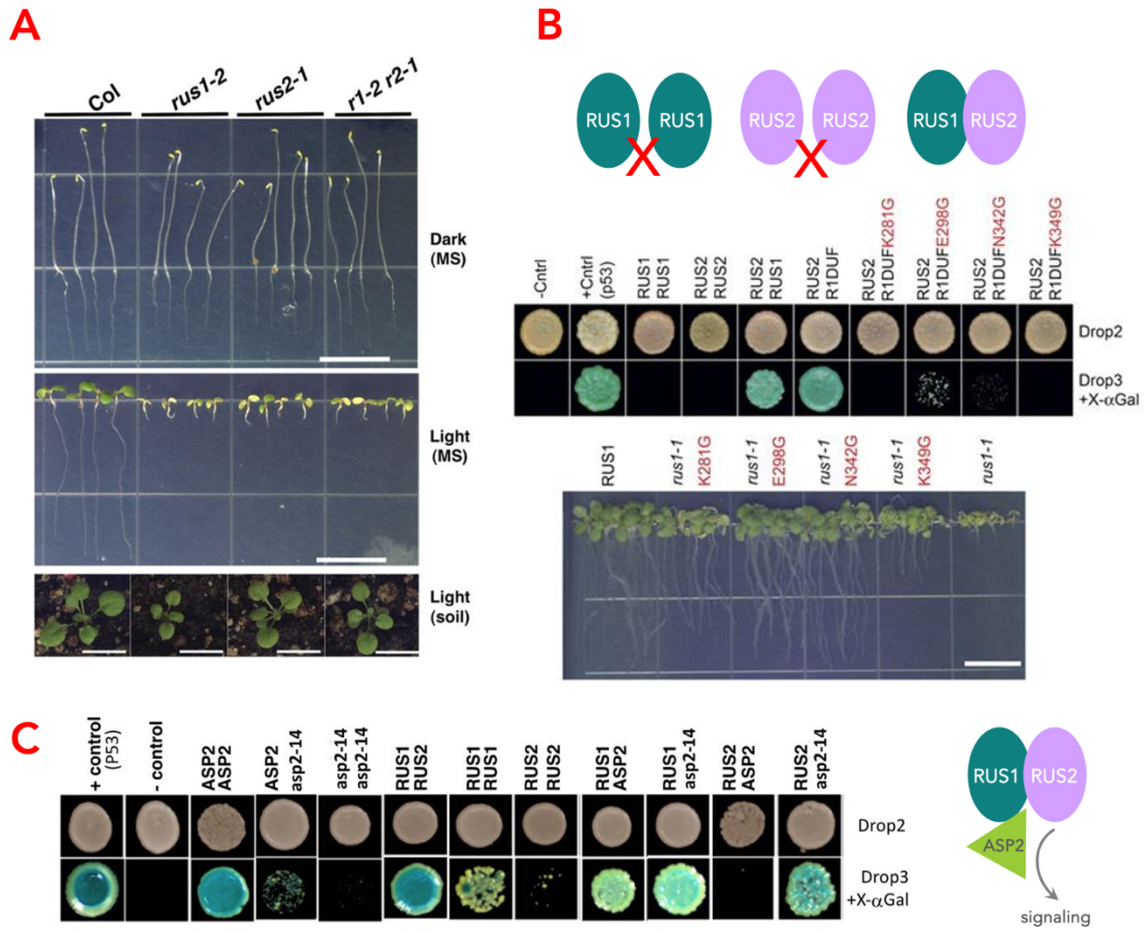 A
Col
rus1-2
rus2-1
r1-2 r2-1
Dark
(MS)
Light
(MS)
Light
(soil)
B
RUS1
RUS1
X
RUS2
RUS2
X
RUS1
RUS2
-Cntrl
+Cntrl
(p53)
RUS1
RUS1
RUS2
RUS2
RUS2
RUS1
RUS2
R1DUF
RUS2
R1DUFK281G
RUS2
R1DUFE298G
RUS2
R1DUFN342G
RUS2
R1DUFK349G
Drop2
Drop3
+X-αGal
RUS1
rus1-1
K281G
rus1-1
E298G
rus1-1
N342G
rus1-1
K349G
rus1-1
C
+ control
(P53)
- control
ASP2
ASP2
ASP2
asp2-14
asp2-14
asp2-14
RUS1
RUS2
RUS1
RUS1
RUS2
RUS2
RUS1
ASP2
RUS1
asp2-14
RUS2
ASP2
RUS2
asp2-14
Drop2
Drop3
+X-αGal
RUS1
RUS2
ASP2
signaling